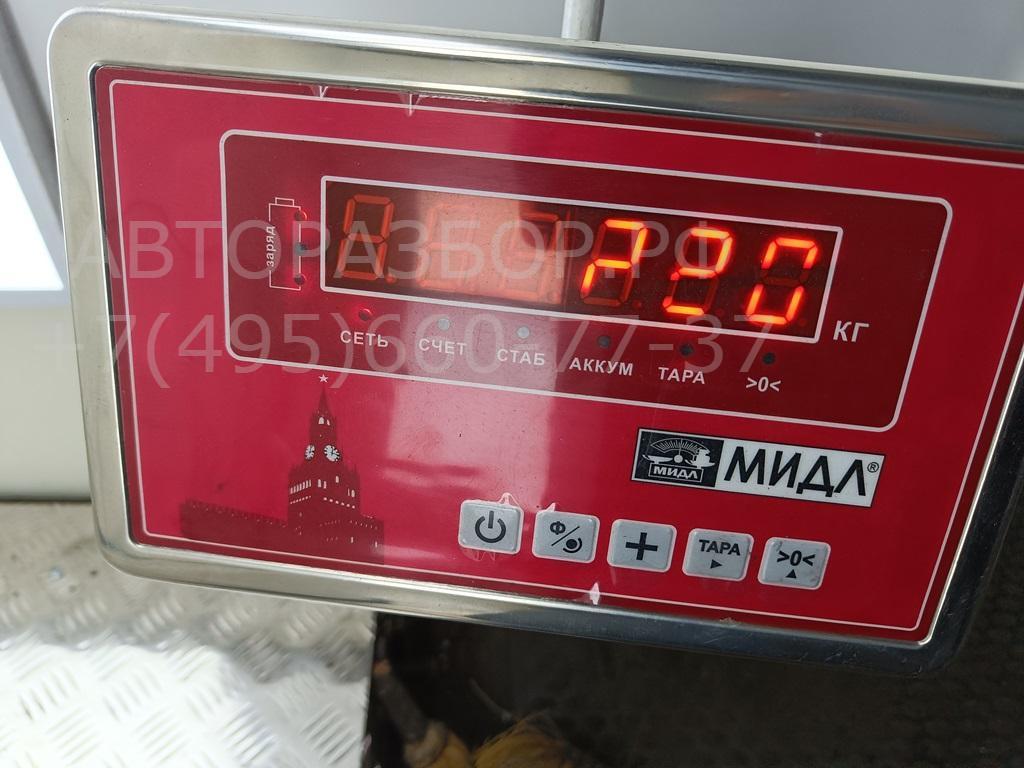 АВТОРАЗБОР.РФ
+7(495)660-77-37
заряд
КГ
СЕТЬ СЧЕТ СТАБ АККУМ ТАРА >0<
МИДЛ МИДЛ®
Ф + ТАРА >0<